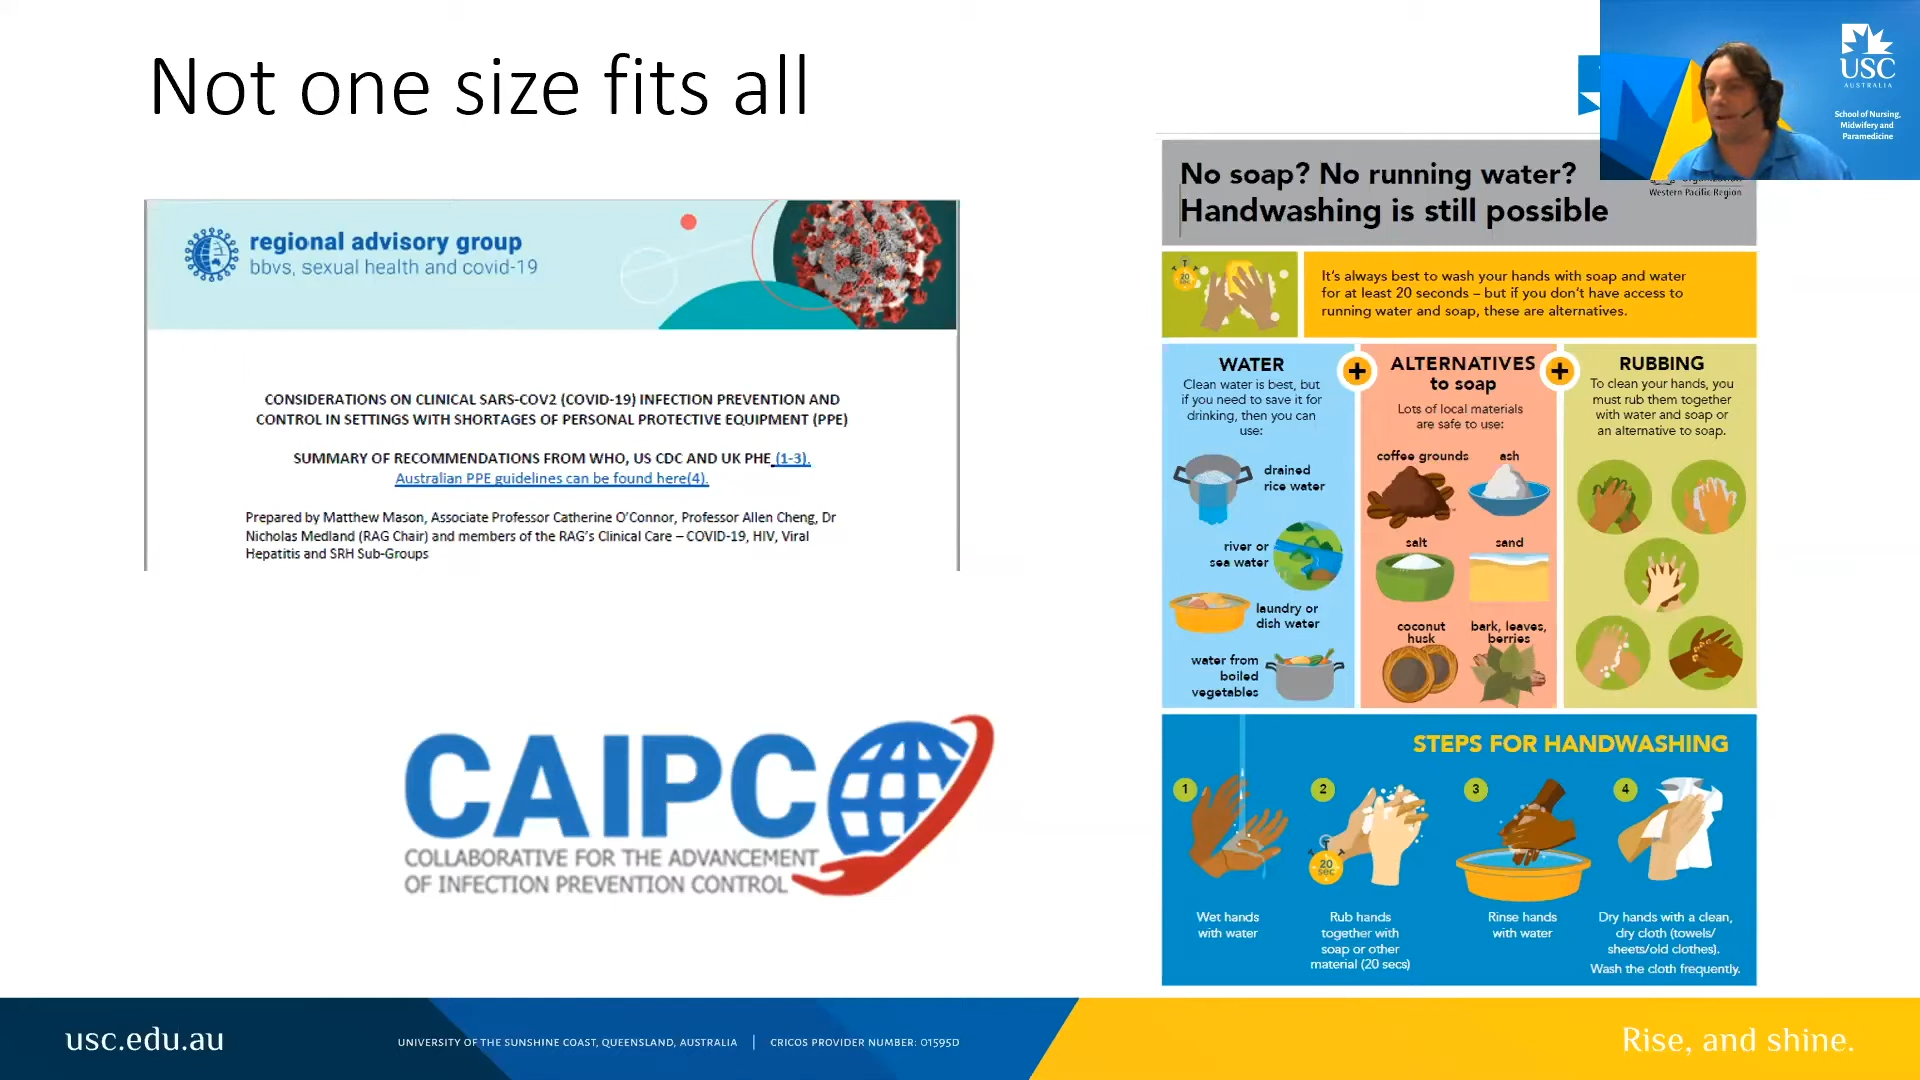 Not one size fits all
USC
AUSTRALIA
School of Nursing,
Midwifery and
Paramedicine
regional advisory group
bbvs, sexual health and covid-19
CONSIDERATIONS ON CLINICAL SARS-COV2 (COVID-19) INFECTION PREVENTION AND
CONTROL IN SETTINGS WITH SHORTAGES OF PERSONAL PROTECTIVE EQUIPMENT (PPE)
SUMMARY OF RECOMMENDATIONS FROM WHO, US CDC AND UK PHE (1-3).
Australian PPE guidelines can be found here(4).
Prepared by Matthew Mason, Associate Professor Catherine O'Connor, Professor Allen Cheng, Dr
Nicholas Medland (RAG Chair) and members of the RAG's Clinical Care – COVID-19, HIV, Viral
Hepatitis and SRH Sub-Groups
CAIPC
COLLABORATIVE FOR THE ADVANCEMENT
OF INFECTION PREVENTION CONTROL
No soap? No running water?
Handwashing is still possible
Western Pacific Region
20
sec
It's always best to wash your hands with soap and water
for at least 20 seconds – but if you don't have access to
running water and soap, these are alternatives.
WATER
Clean water is best, but
if you need to save it for
drinking, then you can
use:
drained
rice water
river or
sea water
laundry or
dish water
water from
boiled
vegetables
+
ALTERNATIVES
to soap
Lots of local materials
are safe to use:
coffee grounds
ash
salt
sand
coconut
husk
bark, leaves,
berries
+
RUBBING
To clean your hands, you
must rub them together
with water and soap or
an alternative to soap.
STEPS FOR HANDWASHING
1
Wet hands
with water
2
20
sec
Rub hands
together with
soap or other
material (20 secs)
3
Rinse hands
with water
4
Dry hands with a clean,
dry cloth (towels/
sheets/old clothes).
Wash the cloth frequently.
usc.edu.au
UNIVERSITY OF THE SUNSHINE COAST, QUEENSLAND, AUSTRALIA | CRICOS PROVIDER NUMBER: 01595D
Rise, and shine.